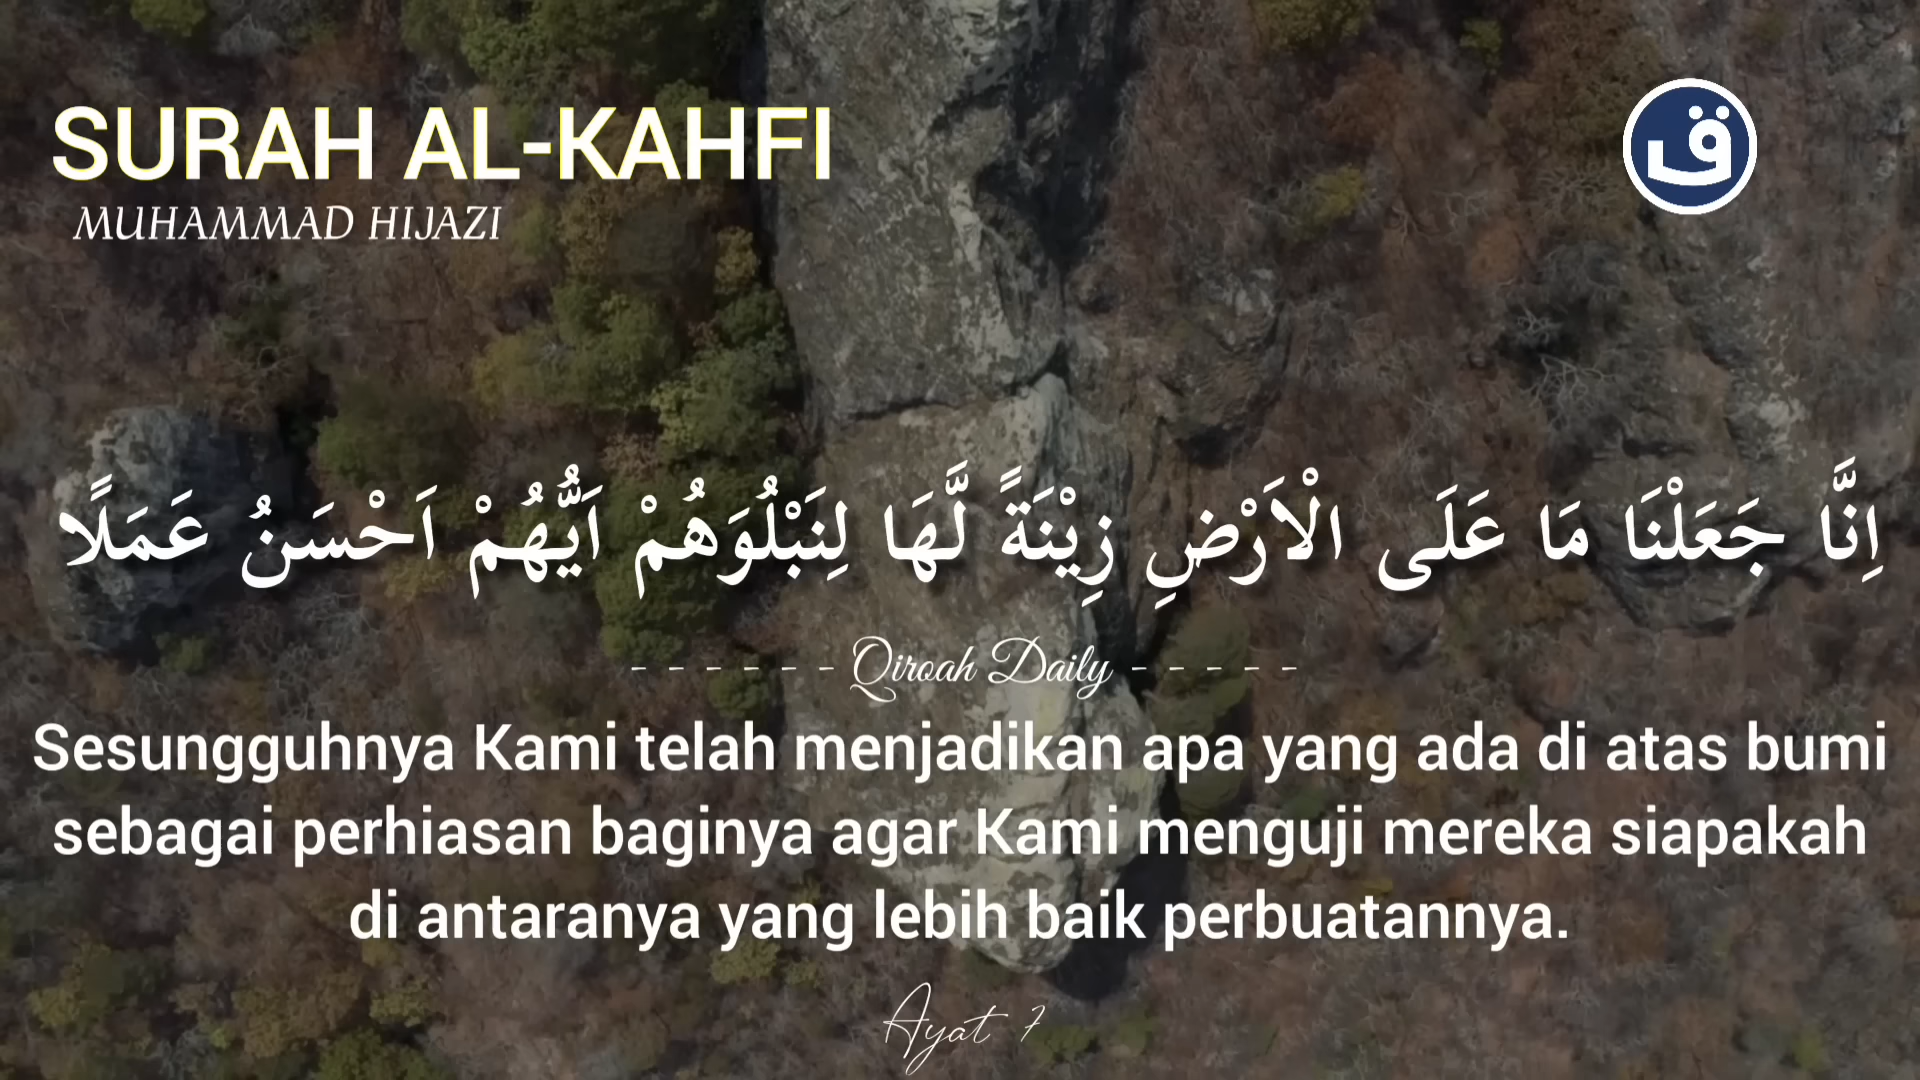 SURAH AL-KAHFI
MUHAMMAD HIJAZI
ق
اِنَّا جَعَلْنَا مَا عَلَى الْاَرْضِ زِيْنَةً لَّهَا لِنَبْلُوَهُمْ اَيُّهُمْ اَحْسَنُ عَمَلًا
- - - - - - Qiroah Daily - - - - -
Sesungguhnya Kami telah menjadikan apa yang ada di atas bumi
sebagai perhiasan baginya agar Kami menguji mereka siapakah
di antaranya yang lebih baik perbuatannya.
Ayat 7